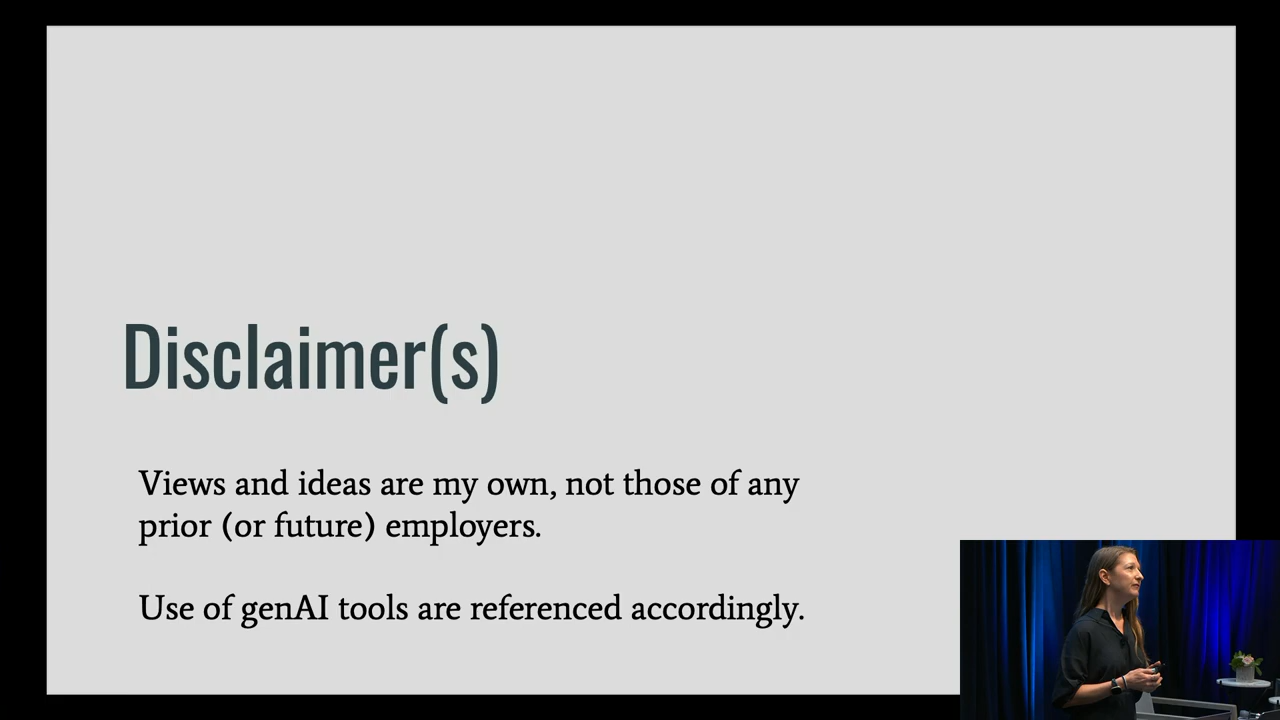 Disclaimer(s)
Views and ideas are my own, not those of any
prior (or future) employers.
Use of genAI tools are referenced accordingly.